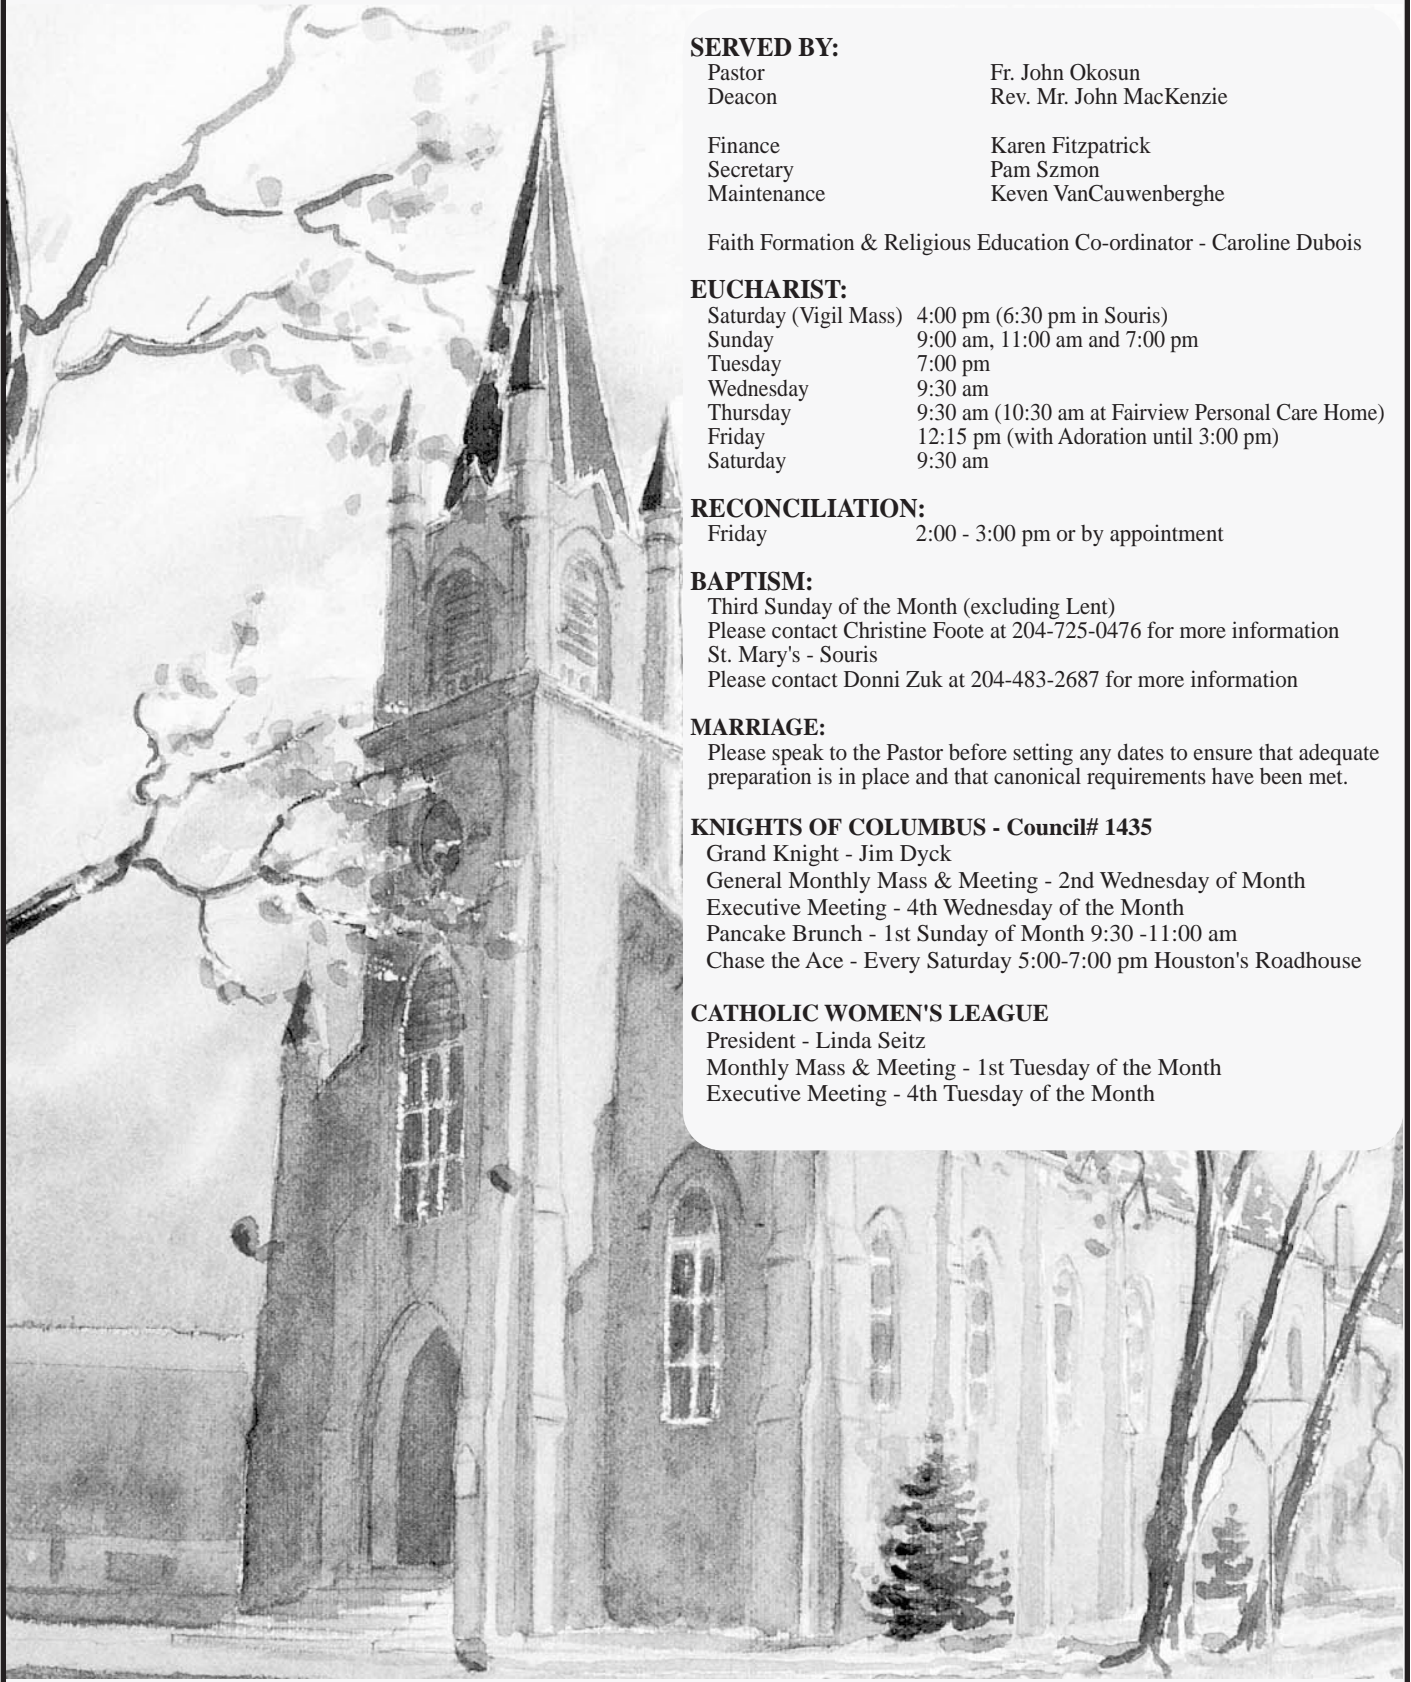 SERVED BY:
Pastor Fr. John Okosun
Deacon Rev. Mr. John MacKenzie
Finance Karen Fitzpatrick
Secretary Pam Szmon
Maintenance Keven VanCauwenberghe
Faith Formation & Religious Education Co-ordinator - Caroline Dubois
EUCHARIST:
Saturday (Vigil Mass) 4:00 pm (6:30 pm in Souris)
Sunday 9:00 am, 11:00 am and 7:00 pm
Tuesday 7:00 pm
Wednesday 9:30 am
Thursday 9:30 am (10:30 am at Fairview Personal Care Home)
Friday 12:15 pm (with Adoration until 3:00 pm)
Saturday 9:30 am
RECONCILIATION:
Friday 2:00 - 3:00 pm or by appointment
BAPTISM:
Third Sunday of the Month (excluding Lent)
Please contact Christine Foote at 204-725-0476 for more information
St. Mary's - Souris
Please contact Donni Zuk at 204-483-2687 for more information
MARRIAGE:
Please speak to the Pastor before setting any dates to ensure that adequate
preparation is in place and that canonical requirements have been met.
KNIGHTS OF COLUMBUS - Council# 1435
Grand Knight - Jim Dyck
General Monthly Mass & Meeting - 2nd Wednesday of Month
Executive Meeting - 4th Wednesday of the Month
Pancake Brunch - 1st Sunday of Month 9:30 -11:00 am
Chase the Ace - Every Saturday 5:00-7:00 pm Houston's Roadhouse
CATHOLIC WOMEN'S LEAGUE
President - Linda Seitz
Monthly Mass & Meeting - 1st Tuesday of the Month
Executive Meeting - 4th Tuesday of the Month